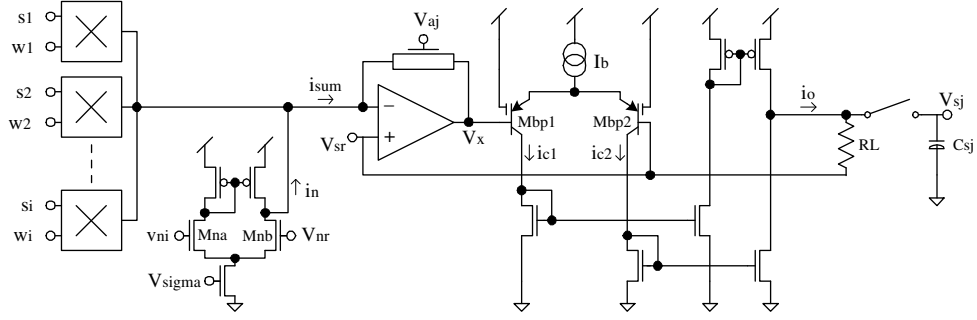 s1
w1
s2
w2
si
wi
isum
in
vni
Mna
Mnb
Vnr
Vsigma
Vaj
−
+
Vsr
Vx
Ib
Mbp1
Mbp2
ic1
ic2
io
RL
Vsj
Csj